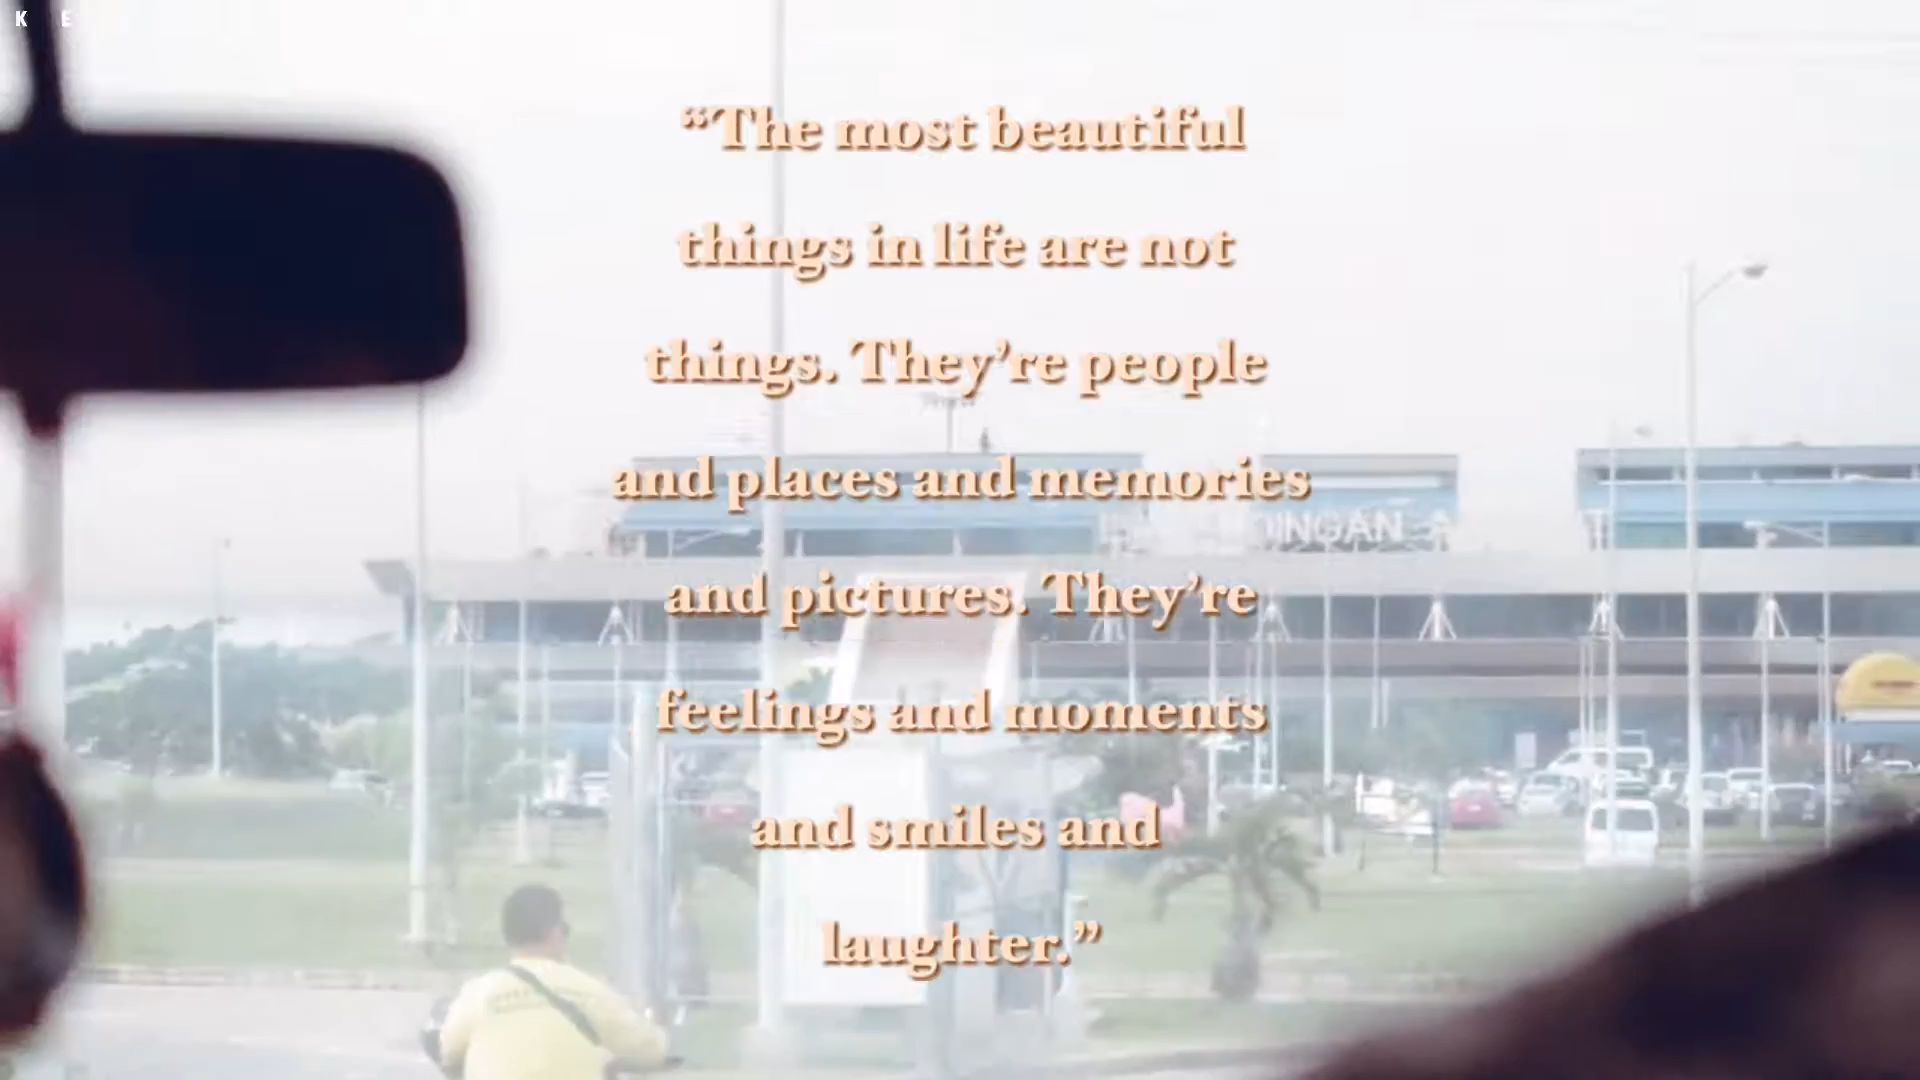 K E
“The most beautiful
things in life are not
things. They’re people
and places and memories
and pictures. They’re
feelings and moments
and smiles and
laughter.”
INGAN